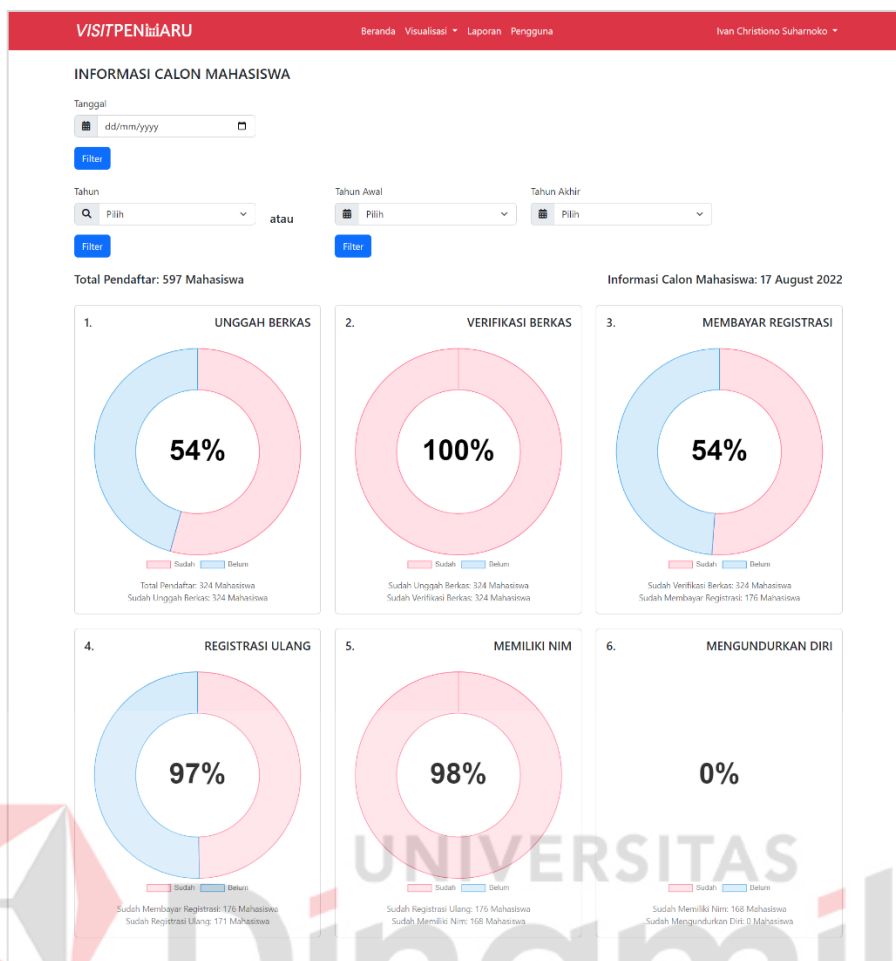 VISITPENMARU
Beranda Visualisasi Laporan Pengguna
Ivan Christiono Suharnoko
INFORMASI CALON MAHASISWA
Tanggal
dd/mm/yyyy
Filter
Tahun
Pilih
Filter
atau
Tahun Awal
Pilih
Filter
Tahun Akhir
Pilih
Total Pendaftar: 597 Mahasiswa
Informasi Calon Mahasiswa: 17 August 2022
1. UNGGAH BERKAS
54%
Sudah Belum
Total Pendaftar: 324 Mahasiswa
Sudah Unggah Berkas: 324 Mahasiswa
2. VERIFIKASI BERKAS
100%
Sudah Belum
Sudah Unggah Berkas: 324 Mahasiswa
Sudah Verifikasi Berkas: 324 Mahasiswa
3. MEMBAYAR REGISTRASI
54%
Sudah Belum
Sudah Verifikasi Berkas: 324 Mahasiswa
Sudah Membayar Registrasi: 176 Mahasiswa
4. REGISTRASI ULANG
97%
Sudah Belum
Sudah Membayar Registrasi: 176 Mahasiswa
Sudah Registrasi Ulang: 171 Mahasiswa
5. MEMILIKI NIM
98%
Sudah Belum
Sudah Registrasi Ulang: 176 Mahasiswa
Sudah Memiliki Nim: 168 Mahasiswa
6. MENGUNDURKAN DIRI
0%
Sudah Belum
Sudah Memiliki Nim: 168 Mahasiswa
Sudah Mengundurkan Diri: 0 Mahasiswa
UNIVERSITAS